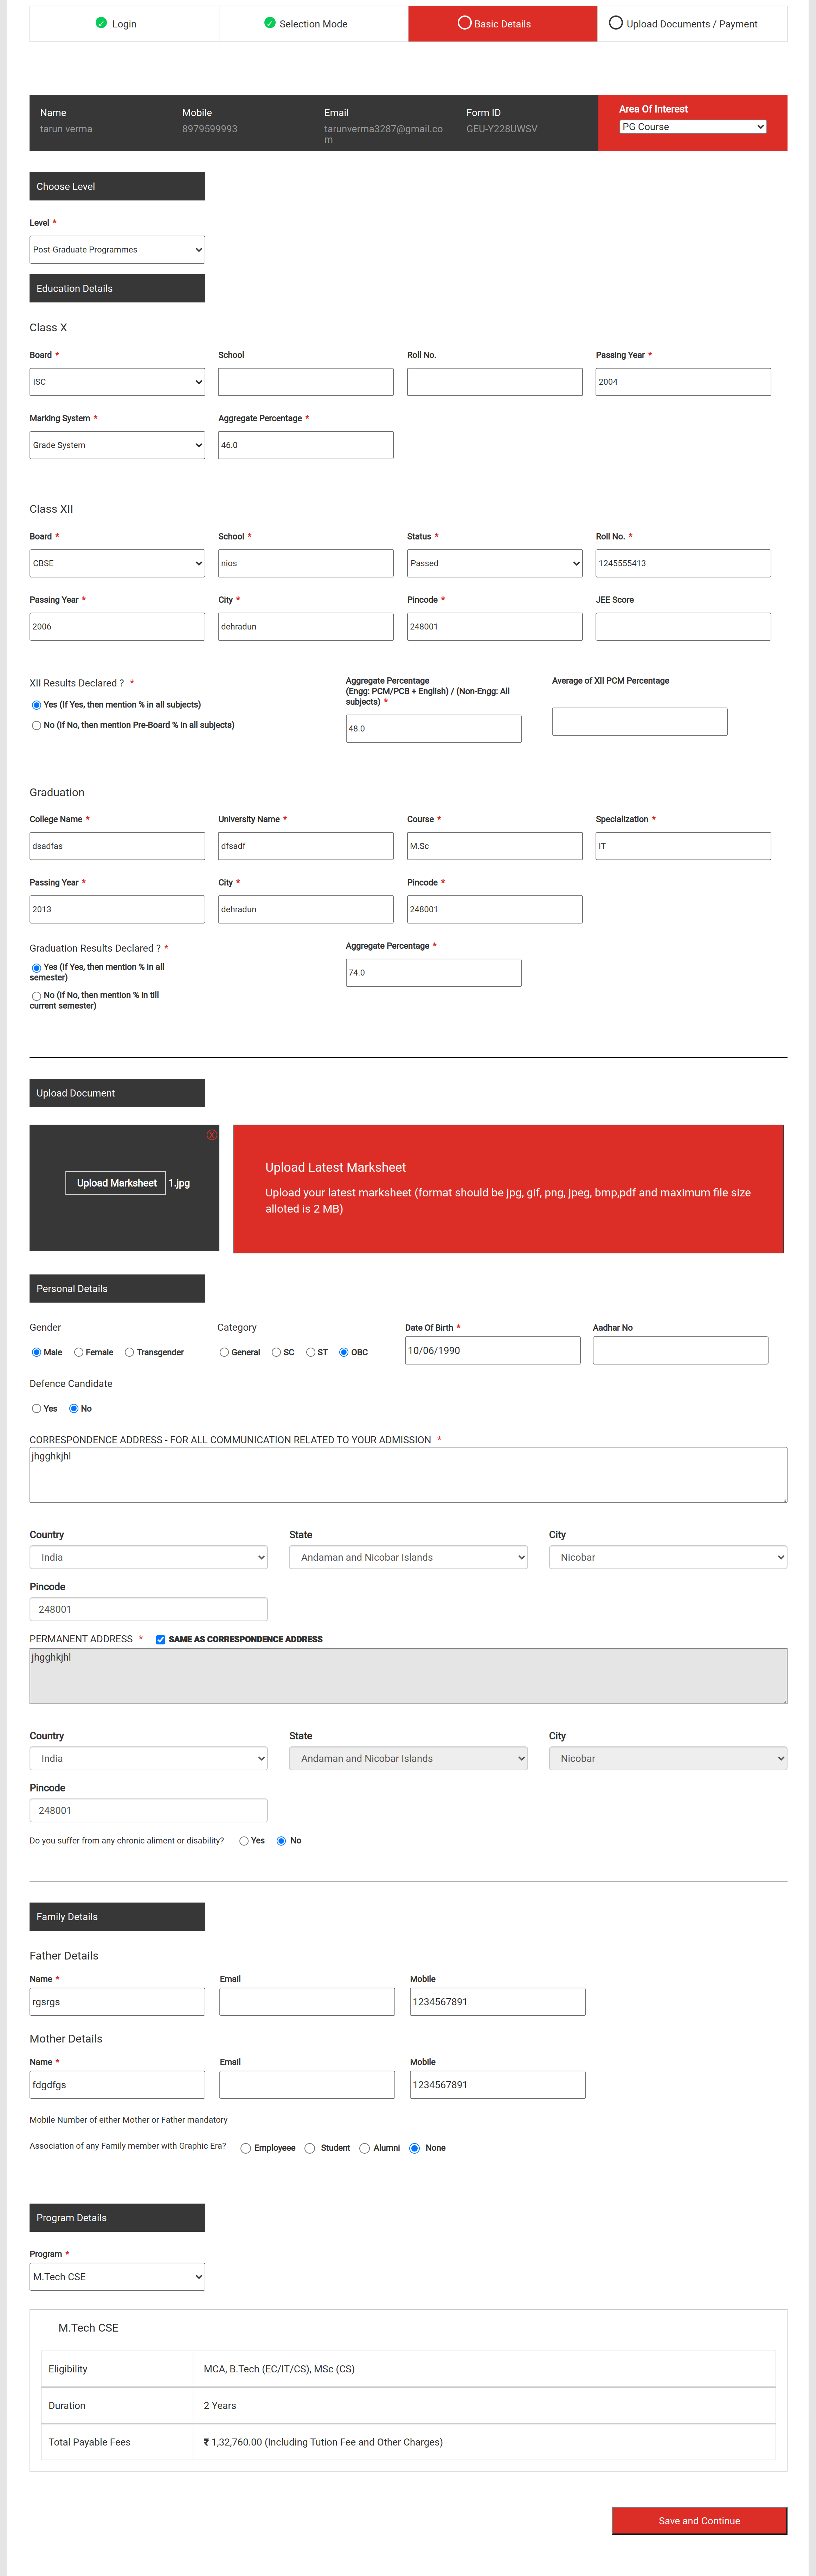 Login Selection Mode Basic Details Upload Documents / Payment
Name Mobile Email Form ID Area Of Interest
tarun verma 8979599993 tarunverma3287@gmail.co GEU-Y228UWSV PG Course
m
Choose Level
Level *
Post-Graduate Programmes
Education Details
Class X
Board * School Roll No. Passing Year *
ISC 2004
Marking System * Aggregate Percentage *
Grade System 46.0
Class XII
Board * School * Status * Roll No. *
CBSE nios Passed 1245555413
Passing Year * City * Pincode * JEE Score
2006 dehradun 248001
XII Results Declared ? *
Yes (If Yes, then mention % in all subjects)
No (If No, then mention Pre-Board % in all subjects)
Aggregate Percentage
(Engg: PCM/PCB + English) / (Non-Engg: All
subjects) *
48.0
Average of XII PCM Percentage
Graduation
College Name * University Name * Course * Specialization *
dsadfas dfsadf M.Sc IT
Passing Year * City * Pincode *
2013 dehradun 248001
Graduation Results Declared ? *
Yes (If Yes, then mention % in all
semester)
No (If No, then mention % in till
current semester)
Aggregate Percentage *
74.0
Upload Document
X
Upload Marksheet 1.jpg
Upload Latest Marksheet
Upload your latest marksheet (format should be jpg, gif, png, jpeg, bmp,pdf and maximum file size
alloted is 2 MB)
Personal Details
Gender Category Date Of Birth * Aadhar No
Male Female Transgender General SC ST OBC 10/06/1990
Defence Candidate
Yes No
CORRESPONDENCE ADDRESS - FOR ALL COMMUNICATION RELATED TO YOUR ADMISSION *
jhgghkjhl
Country State City
India Andaman and Nicobar Islands Nicobar
Pincode
248001
PERMANENT ADDRESS * SAME AS CORRESPONDENCE ADDRESS
jhgghkjhl
Country State City
India Andaman and Nicobar Islands Nicobar
Pincode
248001
Do you suffer from any chronic aliment or disability? Yes No
Family Details
Father Details
Name * Email Mobile
rgsrgs 1234567891
Mother Details
Name * Email Mobile
fdgdfgs 1234567891
Mobile Number of either Mother or Father mandatory
Association of any Family member with Graphic Era? Employeee Student Alumni None
Program Details
Program *
M.Tech CSE
M.Tech CSE
Eligibility MCA, B.Tech (EC/IT/CS), MSc (CS)
Duration 2 Years
Total Payable Fees ₹ 1,32,760.00 (Including Tution Fee and Other Charges)
Save and Continue